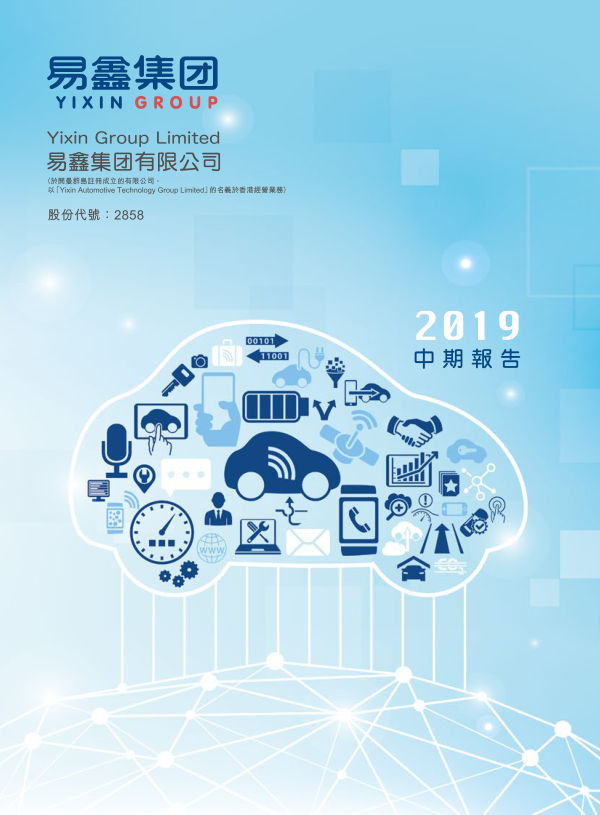 易鑫集团
YIXIN GROUP
Yixin Group Limited
易鑫集团有限公司
(於開曼群島註冊成立的有限公司，
以「Yixin Automotive Technology Group Limited」的名義於香港經營業務)
股份代號：2858
2019
中期報告
00101
11001
WWW
CO2